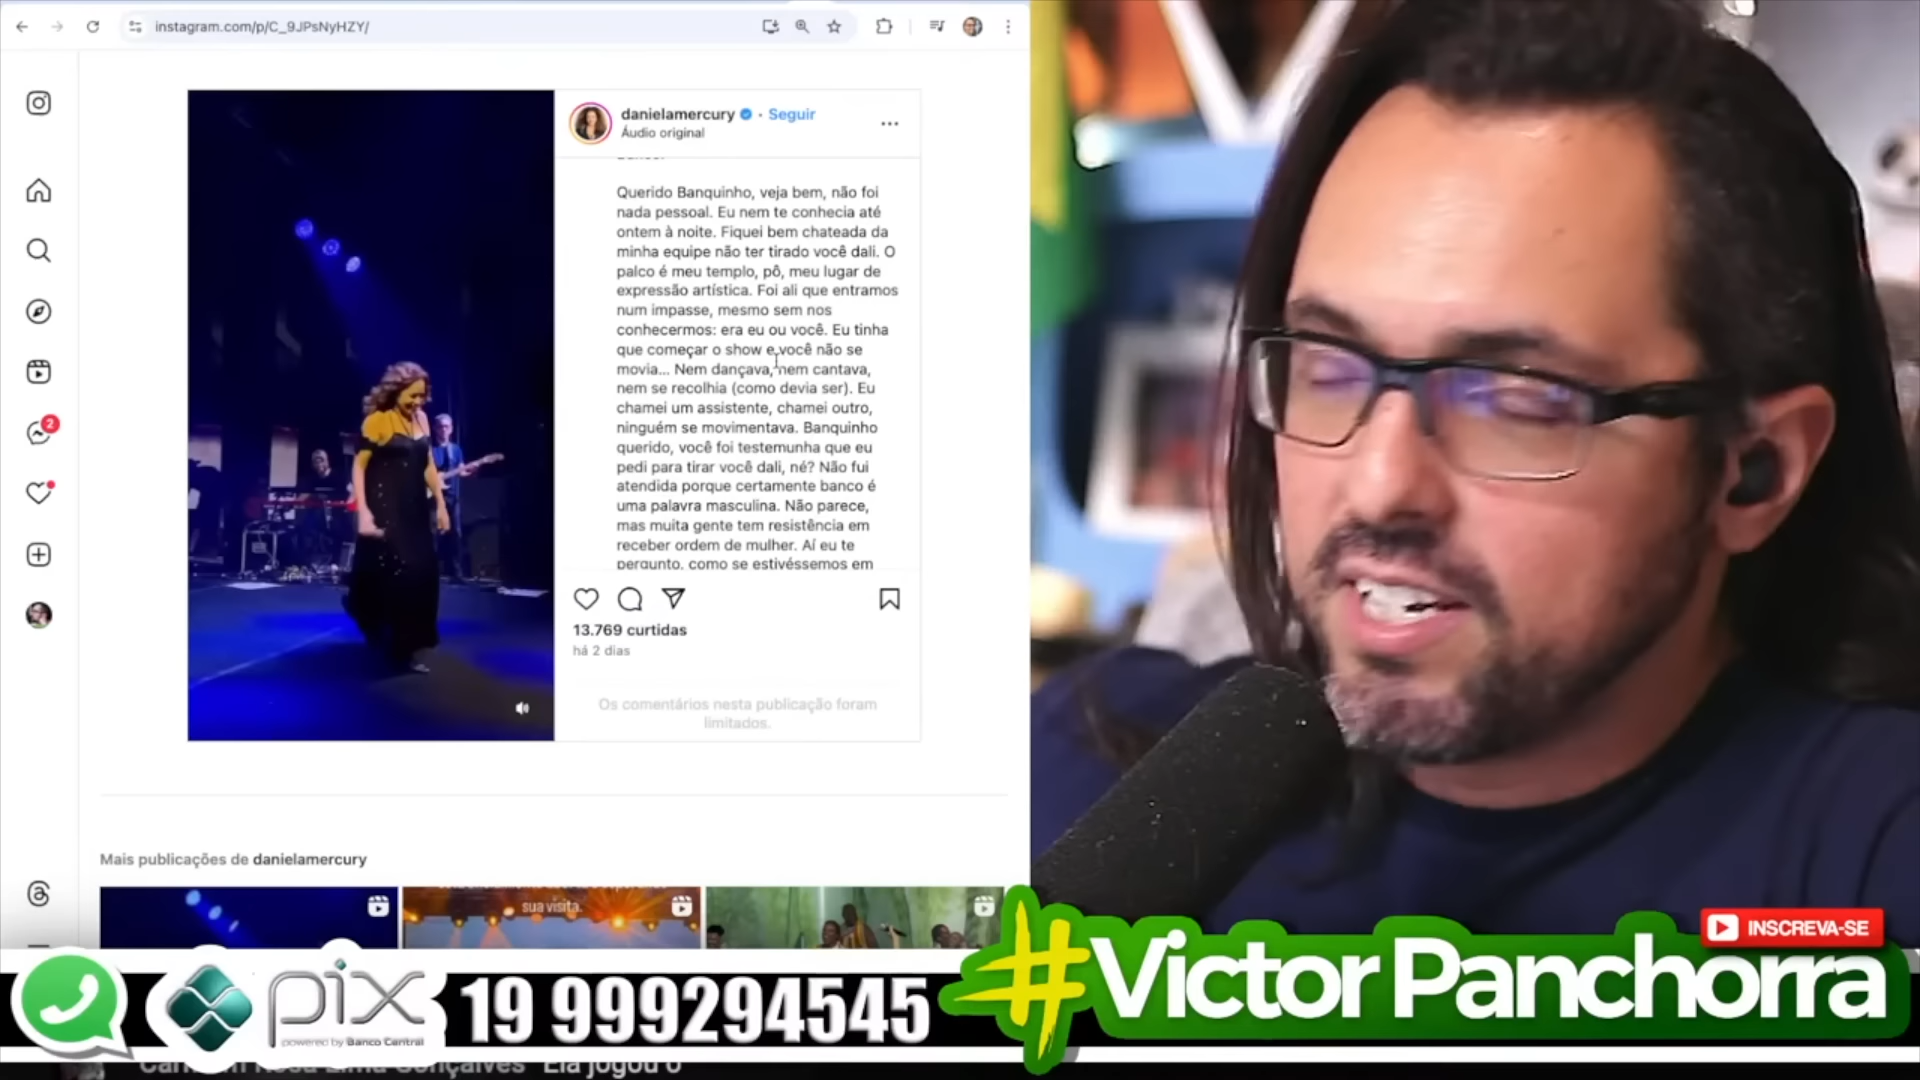 instagram.com/p/C_9JPsNyHZY/
danielamercury · Seguir
Áudio original
Querido Banquinho, veja bem, não foi
nada pessoal. Eu nem te conhecia até
ontem à noite. Fiquei bem chateada da
minha equipe não ter tirado você dali. O
palco é meu templo, pô, meu lugar de
expressão artística. Foi ali que entramos
num impasse, mesmo sem nos
conhecermos: era eu ou você. Eu tinha
que começar o show e você não se
movia... Nem dançava, nem cantava,
nem se recolhia (como devia ser). Eu
chamei um assistente, chamei outro,
ninguém se movimentava. Banquinho
querido, você foi testemunha que eu
pedi para tirar você dali, né? Não fui
atendida porque certamente banco é
uma palavra masculina. Não parece,
mas muita gente tem resistência em
receber ordem de mulher. Aí eu te
pergunto, como se estivéssemos em
2
13.769 curtidas
há 2 dias
Os comentários nesta publicação foram
limitados.
Mais publicações de danielamercury
sua visita.
INSCREVA-SE
pix
powered by Banco Central
19 999294545
#Victor Panchorra
Gonçalves Ela jogou o